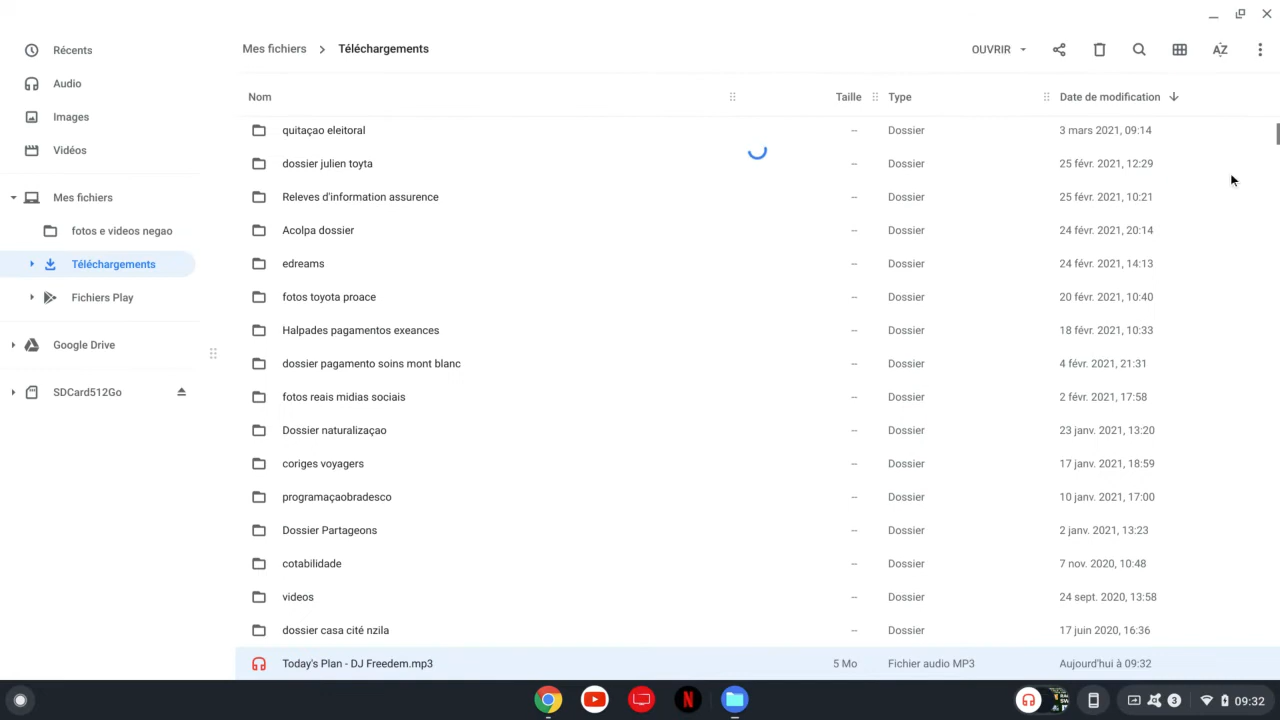 Récents
Audio
Images
Vidéos
Mes fichiers
fotos e videos negao
Téléchargements
Fichiers Play
Google Drive
SDCard512Go
Mes fichiers > Téléchargements
OUVRIR
AZ
Nom Taille Type Date de modification
quitaçao eleitoral -- Dossier 3 mars 2021, 09:14
dossier julien toyta -- Dossier 25 févr. 2021, 12:29
Releves d'information assurence -- Dossier 25 févr. 2021, 10:21
Acolpa dossier -- Dossier 24 févr. 2021, 20:14
edreams -- Dossier 24 févr. 2021, 14:13
fotos toyota proace -- Dossier 20 févr. 2021, 10:40
Halpades pagamentos exeances -- Dossier 18 févr. 2021, 10:33
dossier pagamento soins mont blanc -- Dossier 4 févr. 2021, 21:31
fotos reais midias sociais -- Dossier 2 févr. 2021, 17:58
Dossier naturalizaçao -- Dossier 23 janv. 2021, 13:20
coriges voyagers -- Dossier 17 janv. 2021, 18:59
programaçaobradesco -- Dossier 10 janv. 2021, 17:00
Dossier Partageons -- Dossier 2 janv. 2021, 13:23
cotabilidade -- Dossier 7 nov. 2020, 10:48
videos -- Dossier 24 sept. 2020, 13:58
dossier casa cité nzila -- Dossier 17 juin 2020, 16:36
Today's Plan - DJ Freedem.mp3 5 Mo Fichier audio MP3 Aujourd'hui à 09:32
N
3
09:32